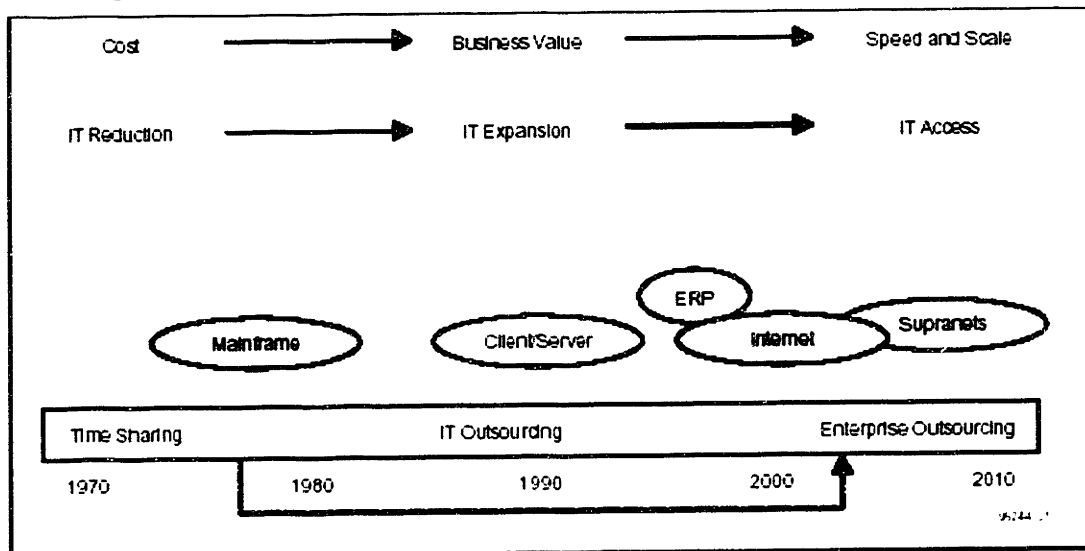 Cost Business Value Speed and Scale
IT Reduction IT Expansion IT Access
ERP
Mainframe Client/Server Internet Supranets
Time Sharing IT Outsourcing Enterprise Outsourcing
1970 1980 1990 2000 2010